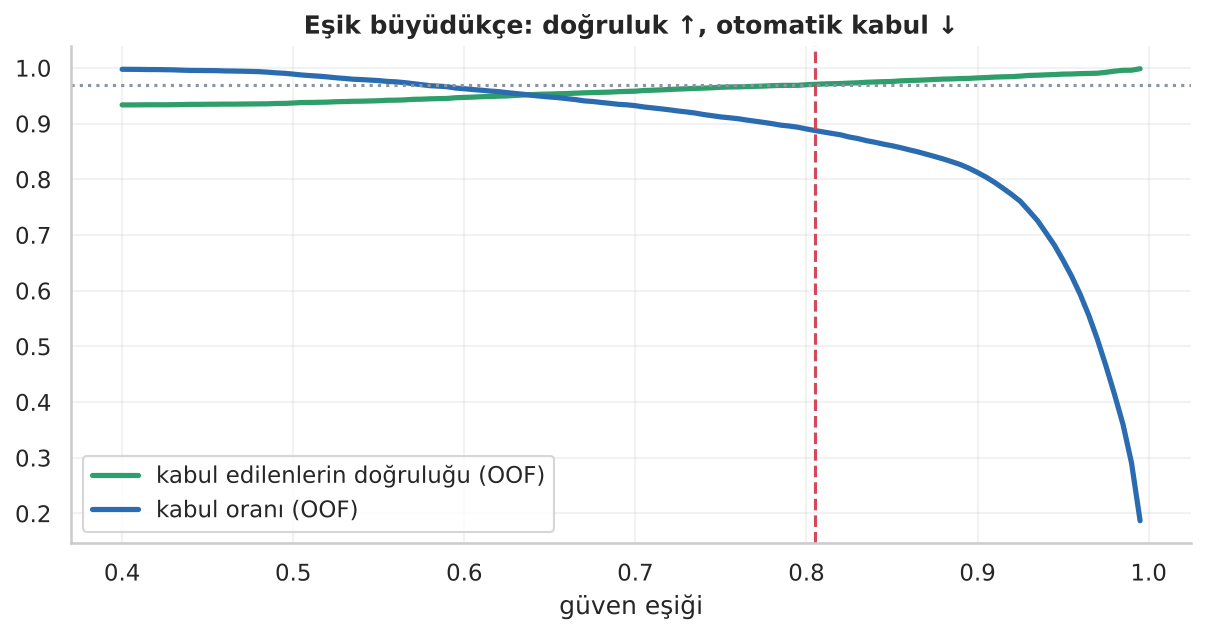 Eşik büyüdükçe: doğruluk ↑, otomatik kabul ↓
1.0
0.9
0.8
0.7
0.6
0.5
0.4
0.3
0.2
kabul edilenlerin doğruluğu (OOF)
kabul oranı (OOF)
0.4 0.5 0.6 0.7 0.8 0.9 1.0
güven eşiği